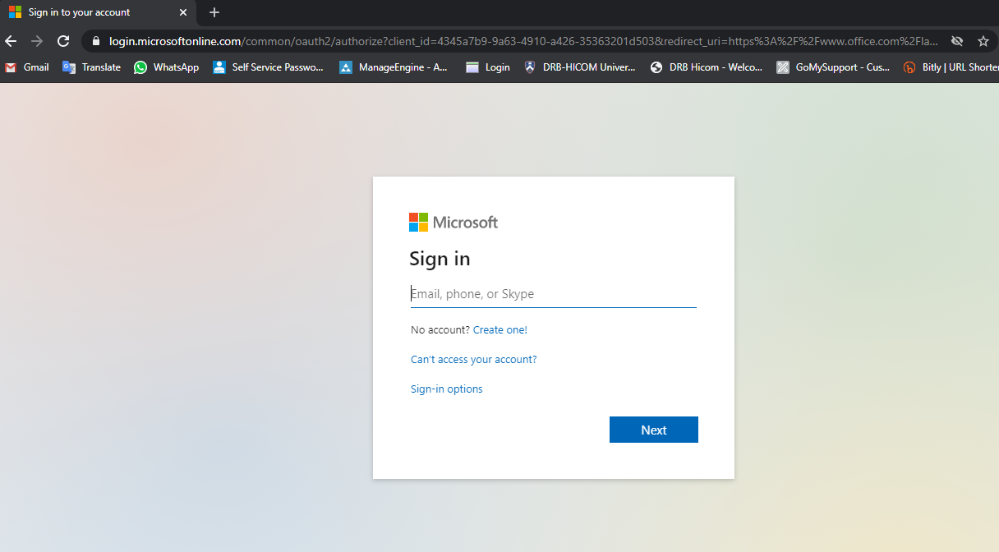 Sign in to your account
login.microsoftonline.com/common/oauth2/authorize?client_id=4345a7b9-9a63-4910-a426-35363201d503&redirect_uri=https%3A%2F%2Fwww.office.com%2Fla...
Gmail Translate WhatsApp Self Service Passwo... ManageEngine - A... Login DRB-HICOM Univer... DRB Hicom - Welco... GoMySupport - Cus... Bitly | URL Shorte
Microsoft
Sign in
Email, phone, or Skype
No account? Create one!
Can't access your account?
Sign-in options
Next